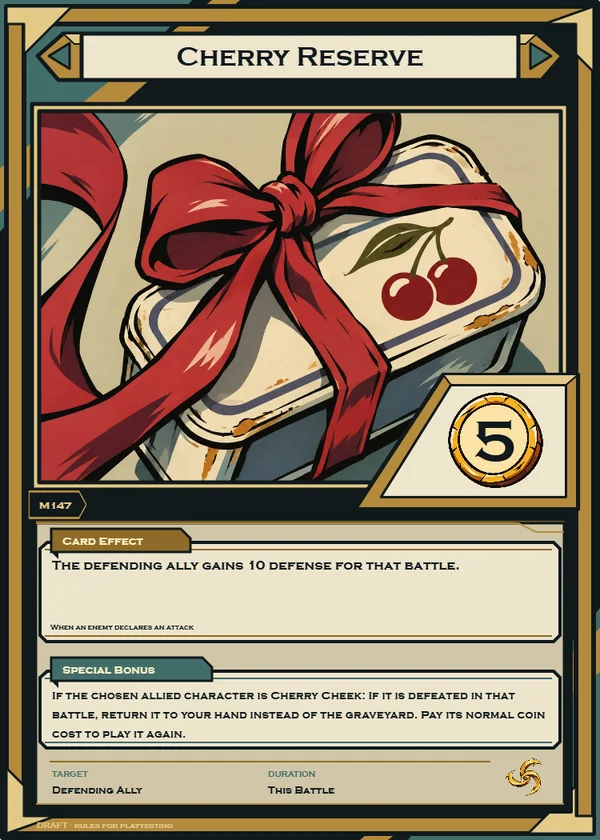 Cherry Reserve
5
M147
Card Effect
The defending ally gains 10 defense for that battle.
When an enemy declares an attack
Special Bonus
If the chosen allied character is Cherry Cheek: If it is defeated in that
battle, return it to your hand instead of the graveyard. Pay its normal coin
cost to play it again.
Target
Duration
Defending Ally
This Battle
DRAFT · Rules for playtesting